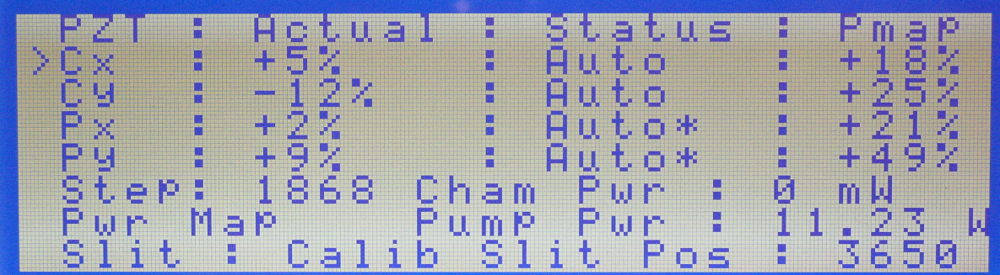 PZT : Actual : Status : Pmap
>Cx : +5% : Auto : +18%
Cy : -12% : Auto : +25%
Px : +2% : Auto* : +21%
Py : +9% : Auto* : +49%
Step: 1868 Cham Pwr : 0 mW
Pwr Map Pump Pwr : 11.23 W
Slit : Calib Slit Pos : 3650